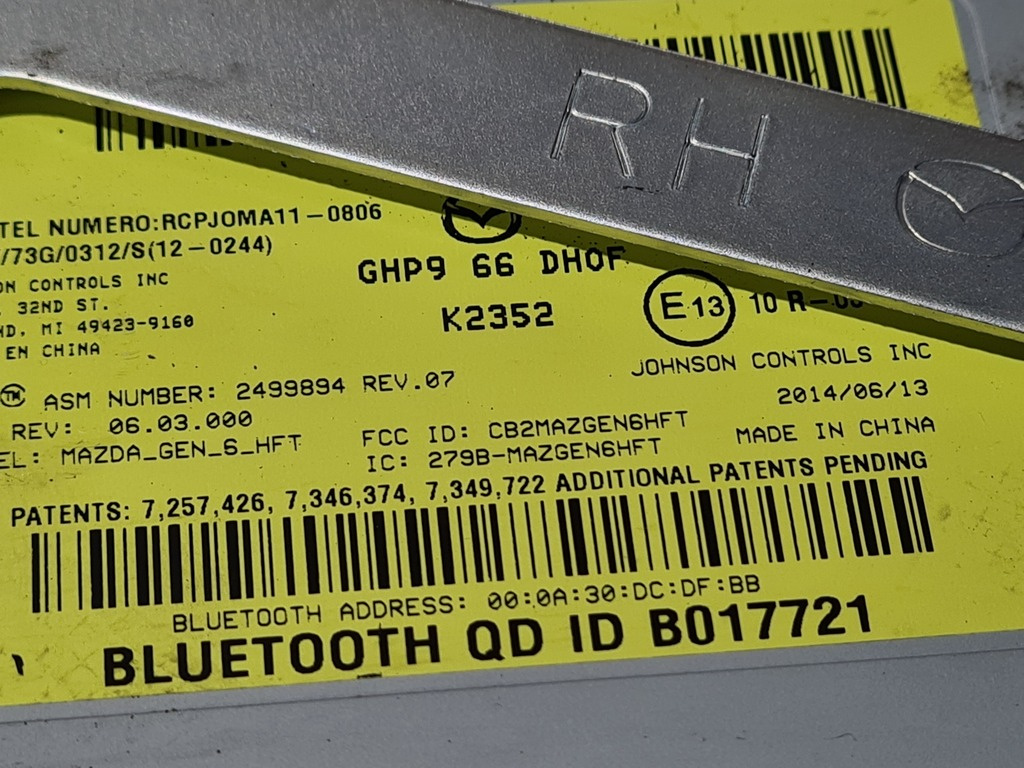 RH
TEL NUMERO:RCPJOMA11-0806
/73G/0312/S(12-0244)
GHP9 66 DH0F
ON CONTROLS INC
32ND ST.
K2352
E13 10 R-
ND, MI 49423-9160
EN CHINA
JOHNSON CONTROLS INC
TM ASM NUMBER: 2499894 REV.07
2014/06/13
REV: 06.03.000
FCC ID: CB2MAZGEN6HFT
MADE IN CHINA
EL: MAZDA_GEN_6_HFT
IC: 279B-MAZGEN6HFT
PATENTS: 7,257,426, 7,346,374, 7,349,722 ADDITIONAL PATENTS PENDING
BLUETOOTH ADDRESS: 00:0A:30:DC:DF:BB
BLUETOOTH QD ID B017721